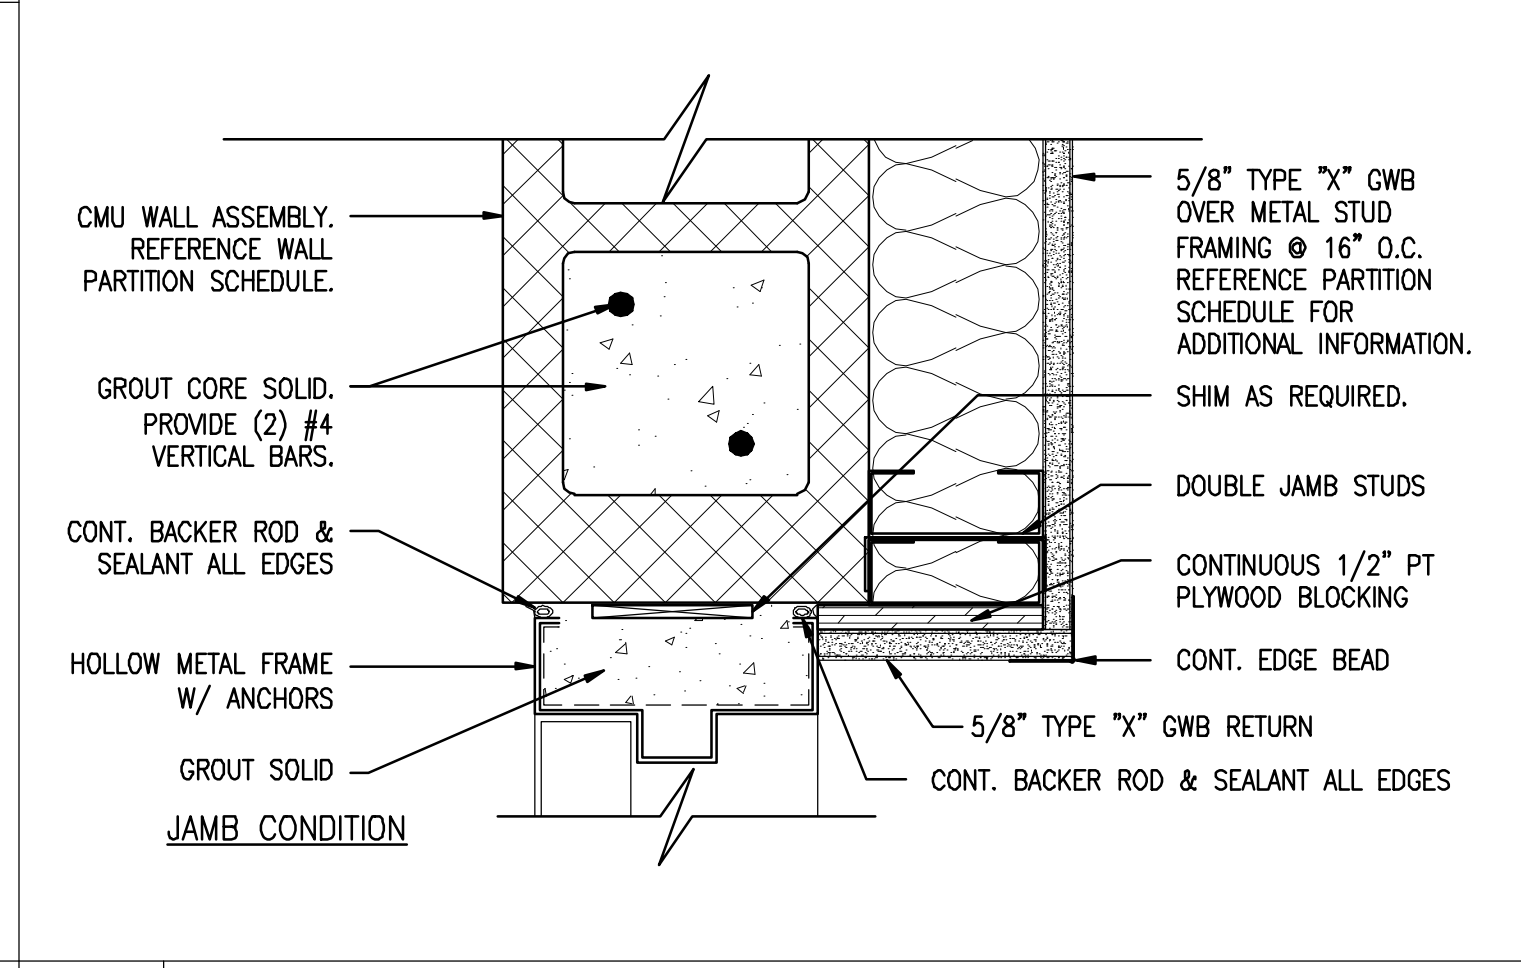 CMU WALL ASSEMBLY.
REFERENCE WALL
PARTITION SCHEDULE.
GROUT CORE SOLID.
PROVIDE (2) #4
VERTICAL BARS.
CONT. BACKER ROD &
SEALANT ALL EDGES
HOLLOW METAL FRAME
W/ ANCHORS
GROUT SOLID
JAMB CONDITION
5/8" TYPE "X" GWB
OVER METAL STUD
FRAMING @ 16" O.C.
REFERENCE PARTITION
SCHEDULE FOR
ADDITIONAL INFORMATION.
SHIM AS REQUIRED.
DOUBLE JAMB STUDS
CONTINUOUS 1/2" PT
PLYWOOD BLOCKING
CONT. EDGE BEAD
5/8" TYPE "X" GWB RETURN
CONT. BACKER ROD & SEALANT ALL EDGES